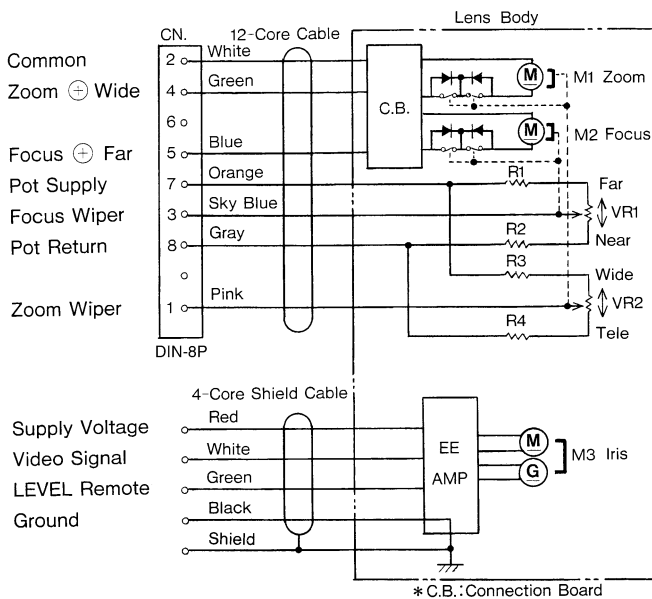 Lens Body
CN. 12-Core Cable
Common 2 White
Zoom ⊕ Wide 4 Green
M M1 Zoom
C.B.
6
M M2 Focus
Focus ⊕ Far 5 Blue
Pot Supply 7 Orange R1 Far
Focus Wiper 3 Sky Blue VR1
Pot Return 8 Gray R2 Near
R3 Wide
Zoom Wiper 1 Pink VR2
R4 Tele
DIN-8P
4-Core Shield Cable
Supply Voltage Red
Video Signal White
EE AMP
M
G
M3 Iris
LEVEL Remote Green
Ground Black
Shield
*C.B.:Connection Board